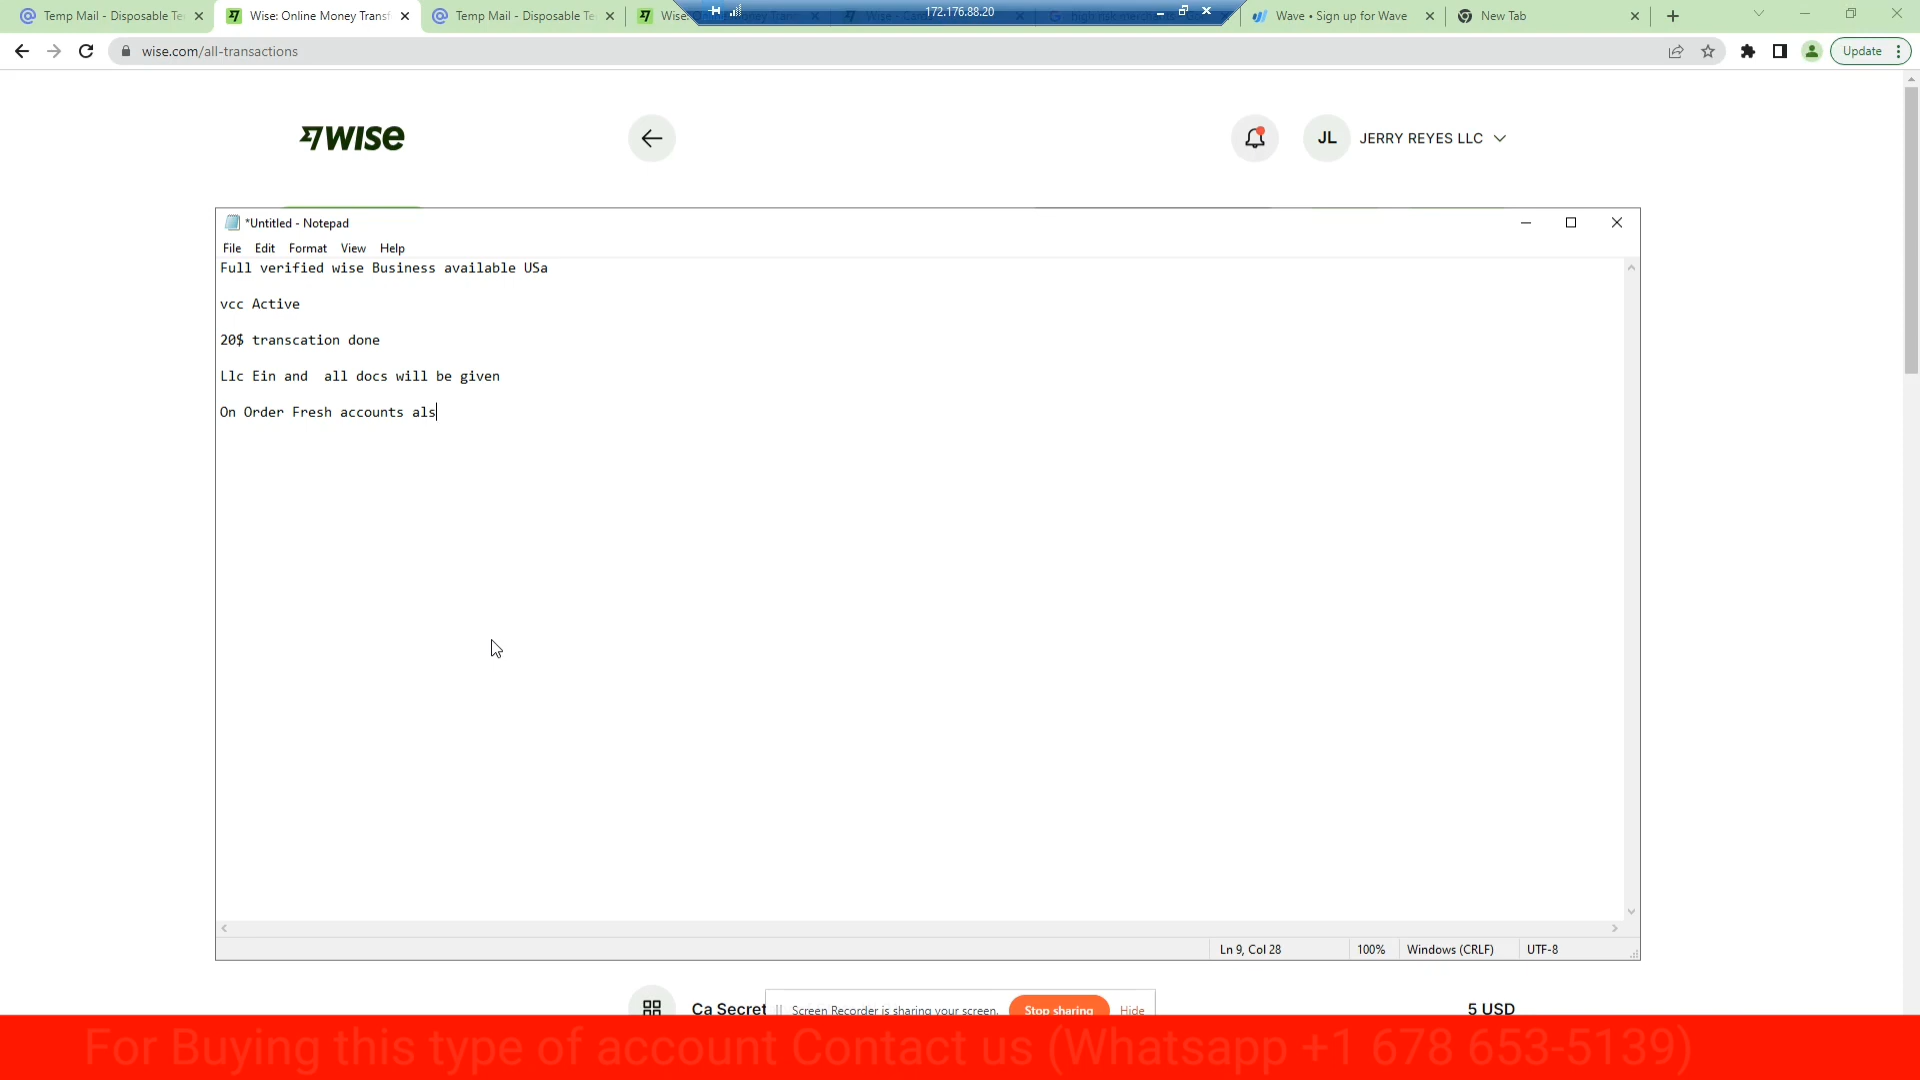 Temp Mail - Disposable Te
Wise: Online Money Transf
Temp Mail - Disposable Te
Wise:
172.176.88.20
Wave • Sign up for Wave
New Tab
wise.com/all-transactions
Update
WISE
JL
JERRY REYES LLC
*Untitled - Notepad
File Edit Format View Help
Full verified wise Business available USa
vcc Active
20$ transcation done
Llc Ein and all docs will be given
On Order Fresh accounts als
Ln 9, Col 28
100%
Windows (CRLF)
UTF-8
Ca Secret
Screen Recorder is sharing your screen.
Stop sharing
Hide
5 USD
For Buying this type of account Contact us (Whatsapp +1 678 653-5139)